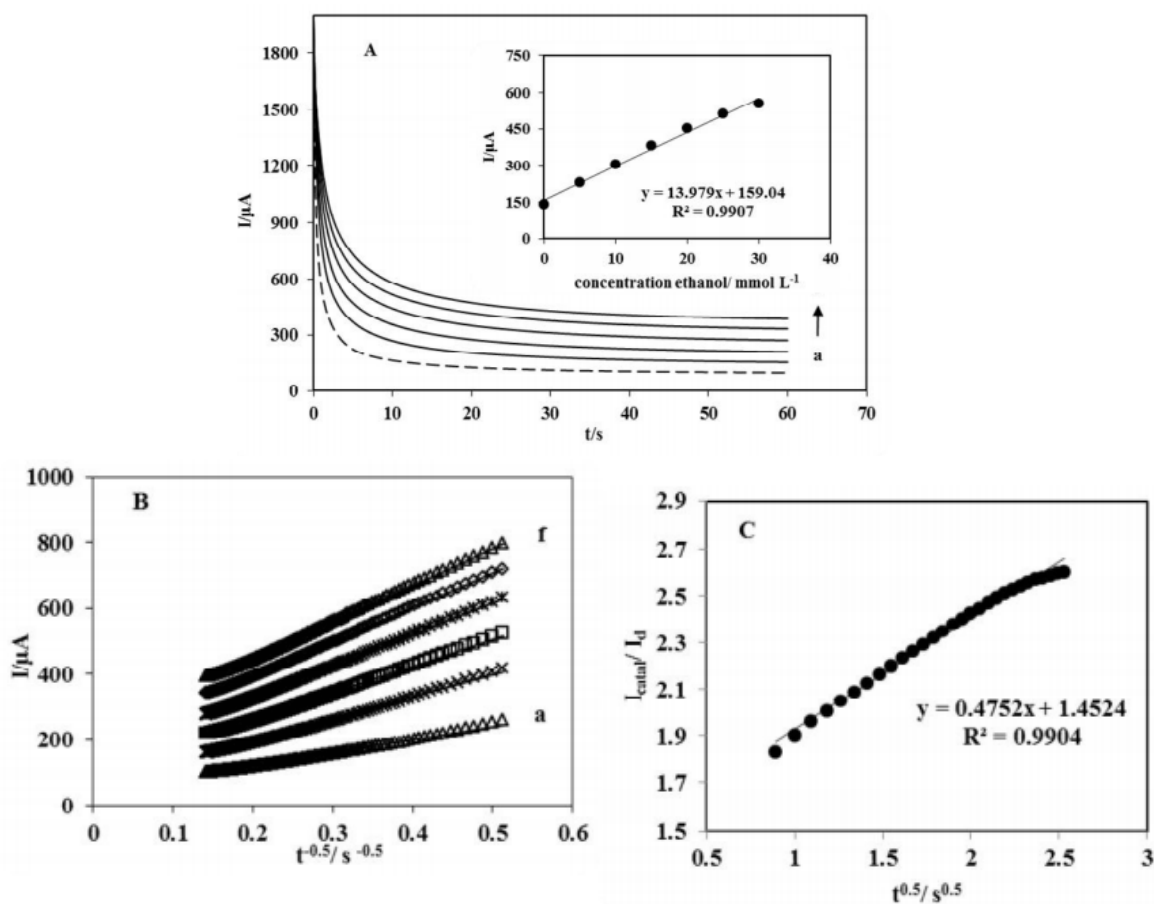 A
I/µA
1800
1500
1200
900
600
300
0
0 10 20 30 40 50 60 70
t/s
I/µA
750
600
450
300
150
0
0 10 20 30 40
y = 13.979x + 159.04
R² = 0.9907
concentration ethanol/ mmol L⁻¹
a
B
I/µA
1000
800
600
400
200
0
0 0.1 0.2 0.3 0.4 0.5 0.6
t⁻⁰·⁵/ s⁻⁰·⁵
f
a
C
I_catal/ I_d
2.9
2.7
2.5
2.3
2.1
1.9
1.7
1.5
0.5 1 1.5 2 2.5 3
y = 0.4752x + 1.4524
R² = 0.9904
t⁰·⁵/ s⁰·⁵